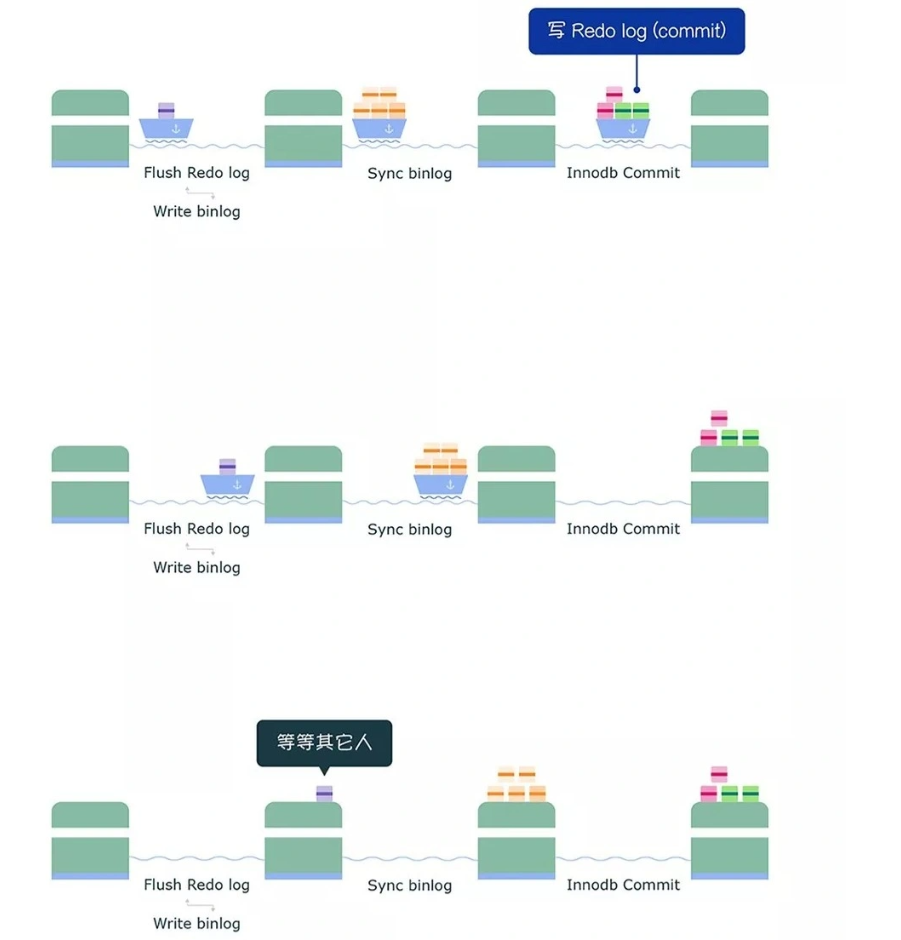 写 Redo log (commit)
Flush Redo log
Sync binlog
Innodb Commit
Write binlog
Flush Redo log
Sync binlog
Innodb Commit
Write binlog
等等其它人
Flush Redo log
Sync binlog
Innodb Commit
Write binlog